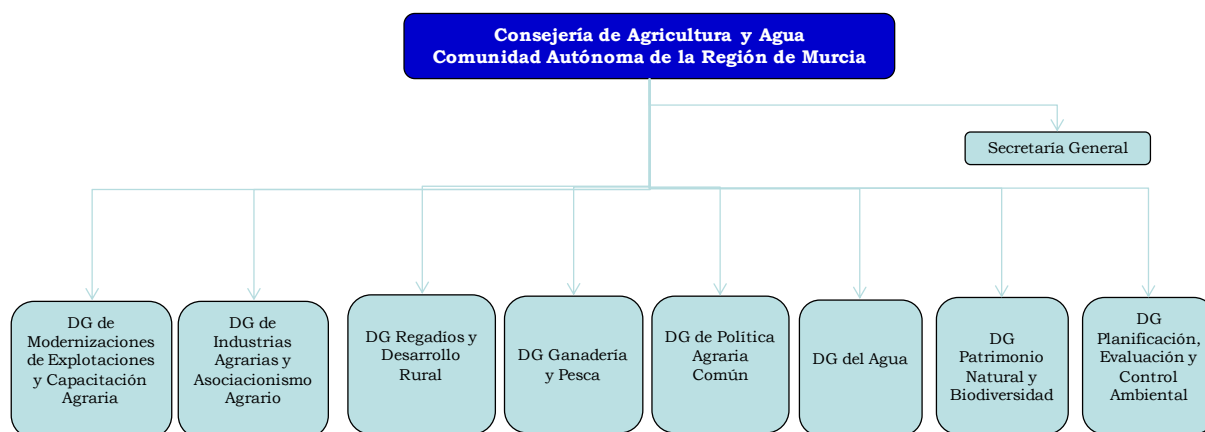 Consejería de Agricultura y Agua
Comunidad Autónoma de la Región de Murcia
Secretaría General
DG de
Modernizaciones
de Explotaciones
y Capacitación
Agraria
DG de
Industrias
Agrarias y
Asociacionismo
Agrario
DG Regadíos y
Desarrollo
Rural
DG Ganadería
y Pesca
DG de Política
Agraria
Común
DG del Agua
DG
Patrimonio
Natural y
Biodiversidad
DG
Planificación,
Evaluación y
Control
Ambiental